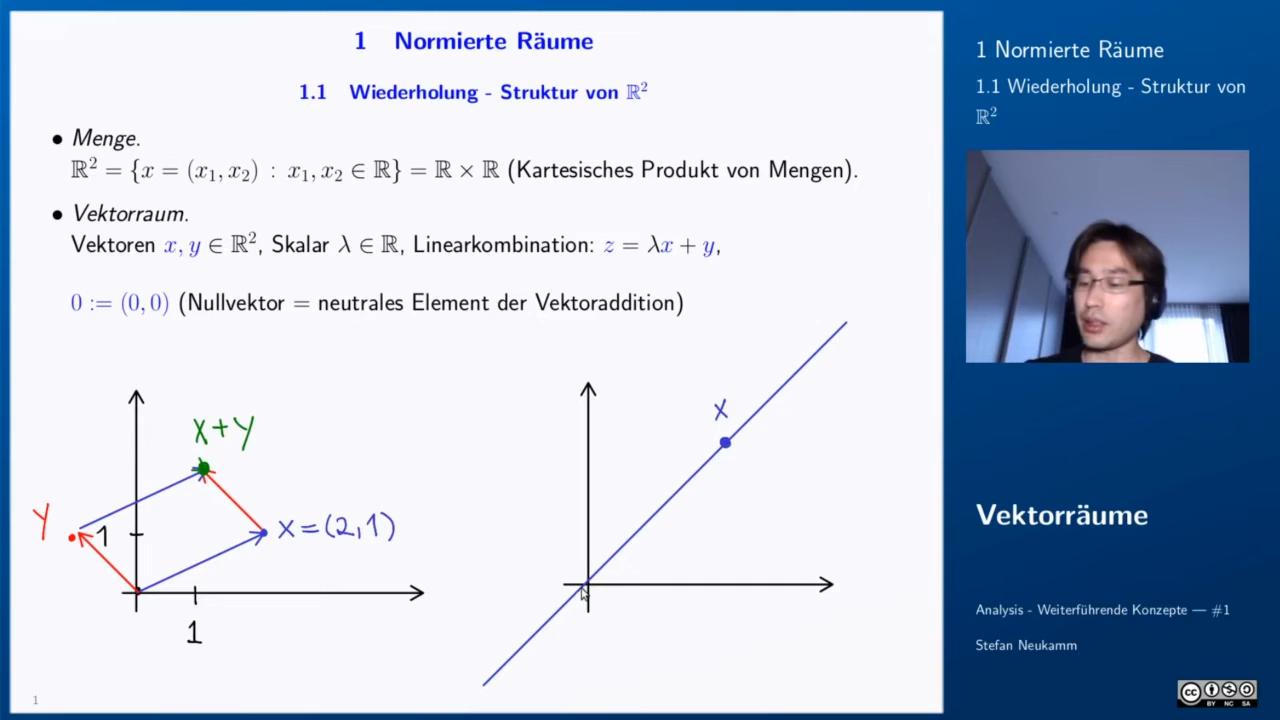 1 Normierte Räume
1.1 Wiederholung - Struktur von ℝ²
• Menge.
ℝ² = {x = (x₁, x₂) : x₁, x₂ ∈ ℝ} = ℝ × ℝ (Kartesisches Produkt von Mengen).
• Vektorraum.
Vektoren x, y ∈ ℝ², Skalar λ ∈ ℝ, Linearkombination: z = λx + y,
0 := (0, 0) (Nullvektor = neutrales Element der Vektoraddition)
X+Y
Y
1
X=(2,1)
1
X
1
1 Normierte Räume
1.1 Wiederholung - Struktur von
ℝ²
Vektorräume
Analysis - Weiterführende Konzepte — #1
Stefan Neukamm
cc
BY NC SA